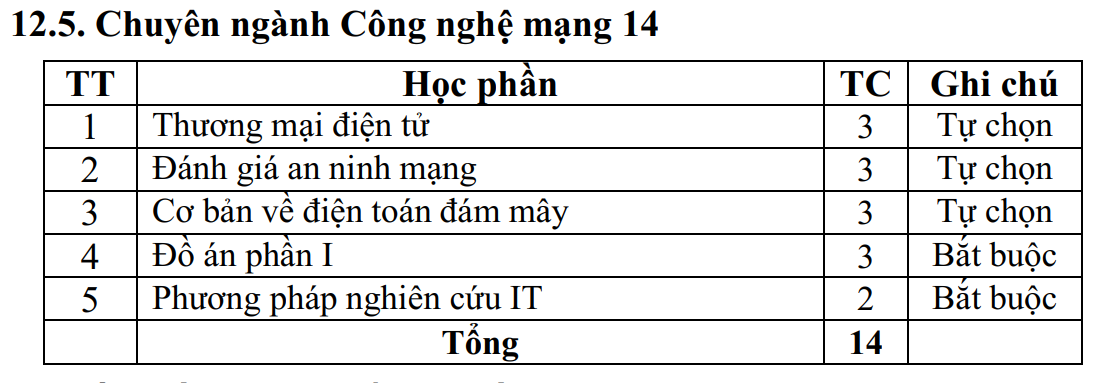 12.5. Chuyên ngành Công nghệ mạng 14
TT Học phần TC Ghi chú
1 Thương mại điện tử 3 Tự chọn
2 Đánh giá an ninh mạng 3 Tự chọn
3 Cơ bản về điện toán đám mây 3 Tự chọn
4 Đồ án phần I 3 Bắt buộc
5 Phương pháp nghiên cứu IT 2 Bắt buộc
Tổng 14